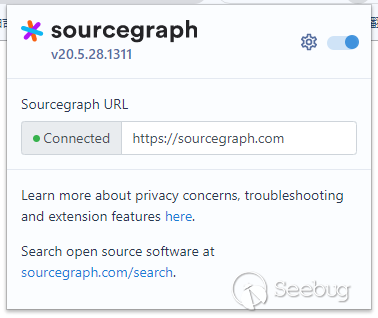 sourcegraph
v20.5.28.1311
Sourcegraph URL
Connected https://sourcegraph.com
Learn more about privacy concerns, troubleshooting
and extension features here.
Search open source software at
sourcegraph.com/search.
Seebug